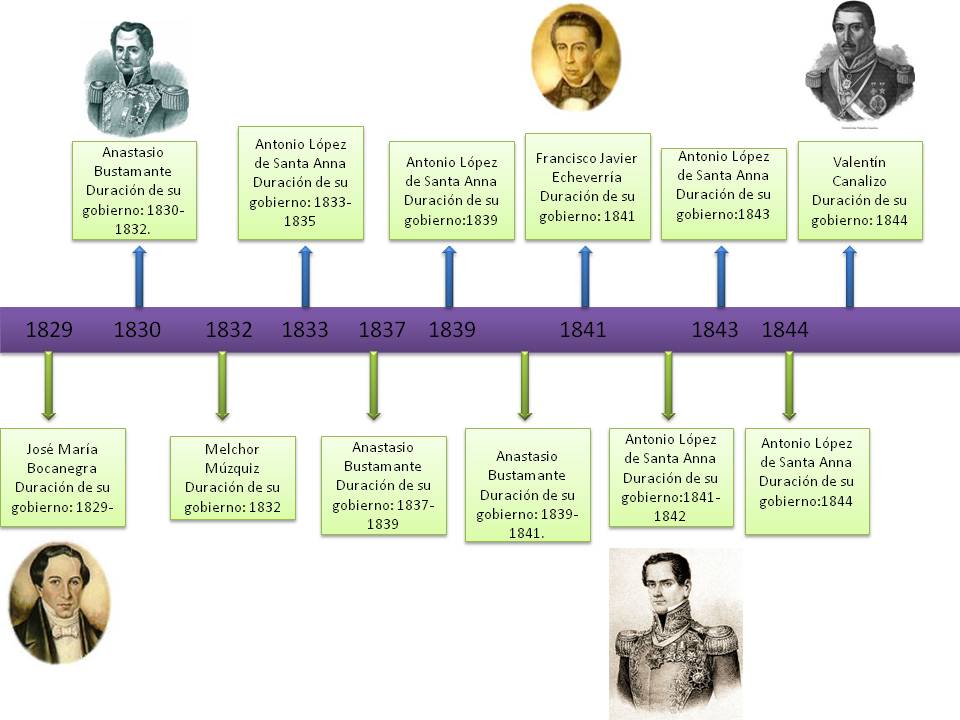 Anastasio
Bustamante
Duración de su
gobierno: 1830-
1832.
Antonio López
de Santa Anna
Duración de su
gobierno: 1833-
1835
Antonio López
de Santa Anna
Duración de su
gobierno:1839
Francisco Javier
Echeverría
Duración de su
gobierno: 1841
Antonio López
de Santa Anna
Duración de su
gobierno:1843
Valentín
Canalizo
Duración de su
gobierno: 1844
1829 1830 1832 1833 1837 1839 1841 1843 1844
José María
Bocanegra
Duración de su
gobierno: 1829-
Melchor
Múzquiz
Duración de su
gobierno: 1832
Anastasio
Bustamante
Duración de su
gobierno: 1837-
1839
Anastasio
Bustamante
Duración de su
gobierno: 1839-
1841.
Antonio López
de Santa Anna
Duración de su
gobierno:1841-
1842
Antonio López
de Santa Anna
Duración de su
gobierno:1844